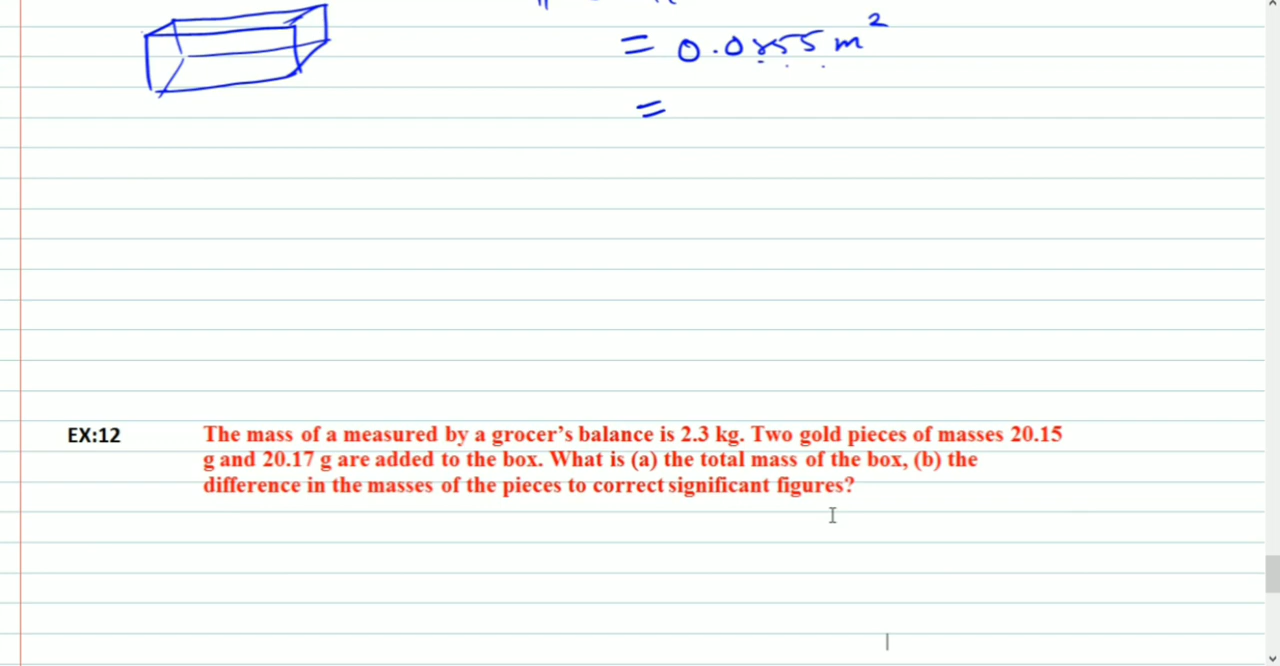 = 0.0855 m²
=
EX:12
The mass of a measured by a grocer’s balance is 2.3 kg. Two gold pieces of masses 20.15
g and 20.17 g are added to the box. What is (a) the total mass of the box, (b) the
difference in the masses of the pieces to correct significant figures?